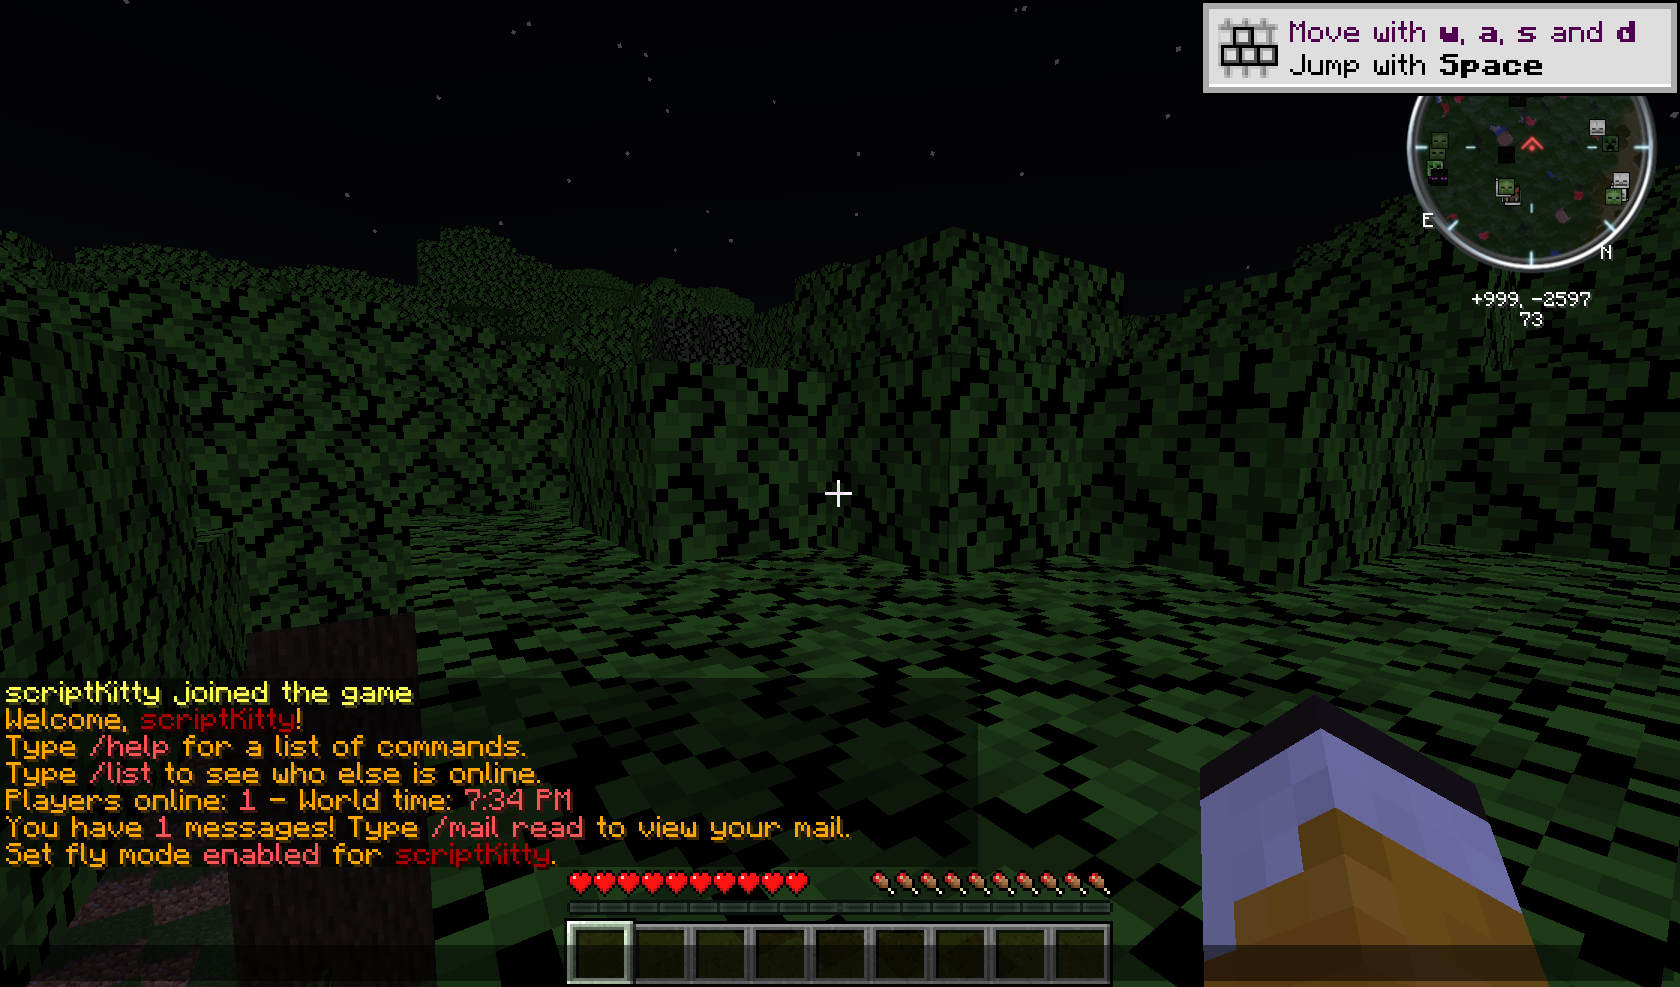 Move with w, a, s and d
Jump with Space
E
N
+999, -2597
73
scriptKitty joined the game
Welcome, scriptKitty!
Type /help for a list of commands.
Type /list to see who else is online.
Players online: 1 - World time: 7:34 PM
You have 1 messages! Type /mail read to view your mail.
Set fly mode enabled for scriptKitty.